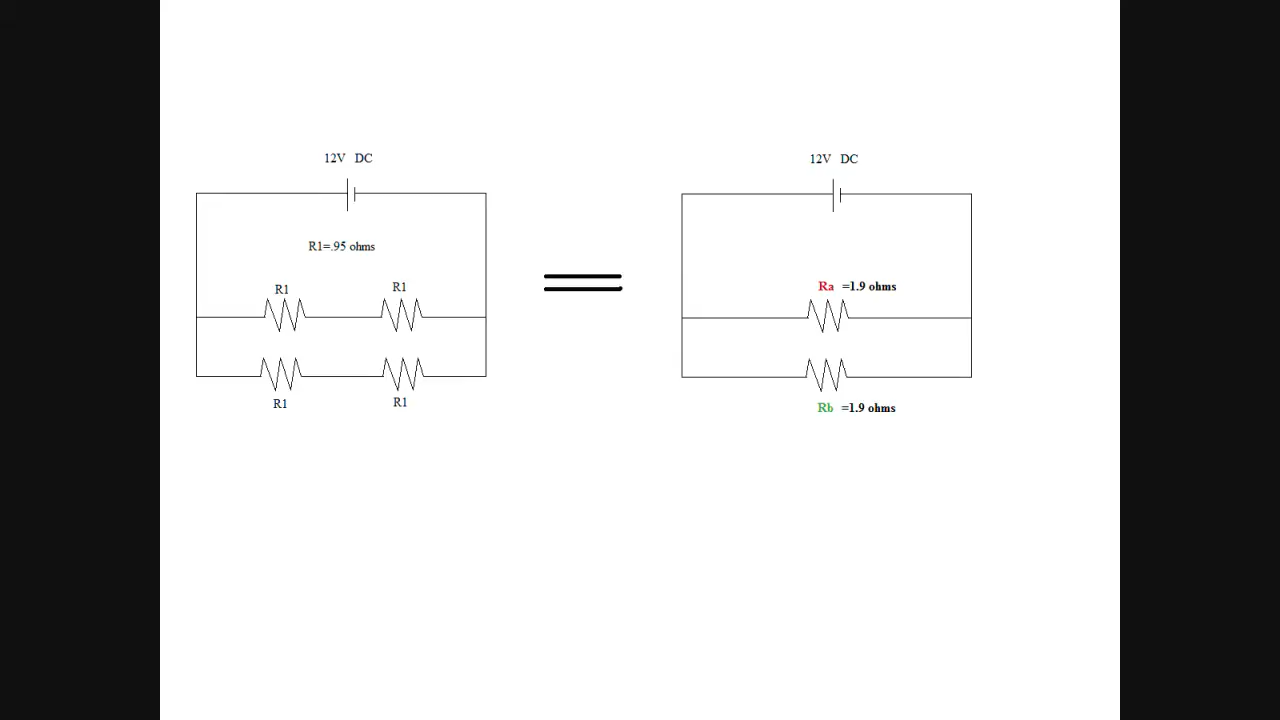 12V DC
R1=.95 ohms
R1
R1
R1
R1
12V DC
Ra =1.9 ohms
Rb =1.9 ohms